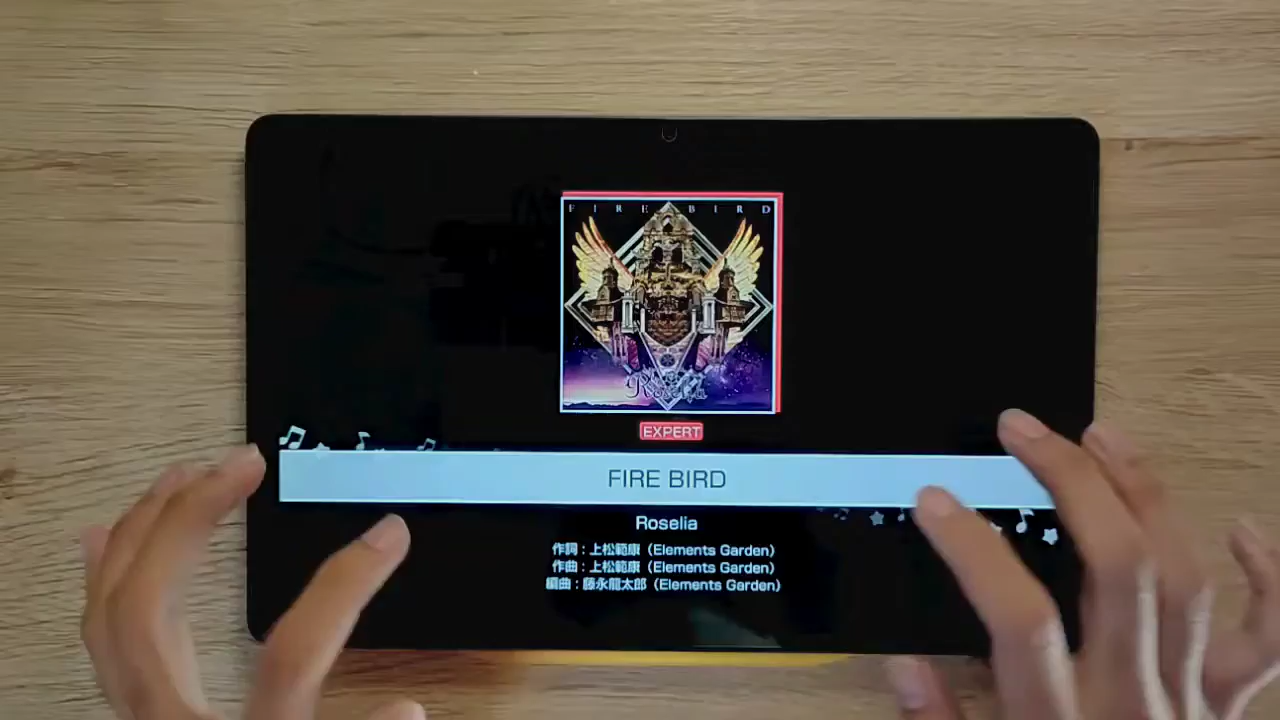 FIRE BIRD
Roselia
EXPERT
FIRE BIRD
Roselia
作詞：上松範康（Elements Garden）
作曲：上松範康（Elements Garden）
編曲：藤永龍太郎（Elements Garden）